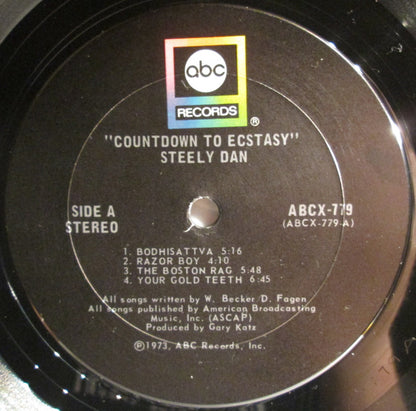 abc
RECORDS
®
"COUNTDOWN TO ECSTASY"
STEELY DAN
SIDE A
STEREO
ABCX-779
(ABCX-779-A)
1. BODHISATTVA 5:16
2. RAZOR BOY 4:10
3. THE BOSTON RAG 5:48
4. YOUR GOLD TEETH 6:45
All songs written by W. Becker/D. Fagen
All songs published by American Broadcasting
Music, Inc. (ASCAP)
Produced by Gary Katz
℗1973, ABC Records, Inc.